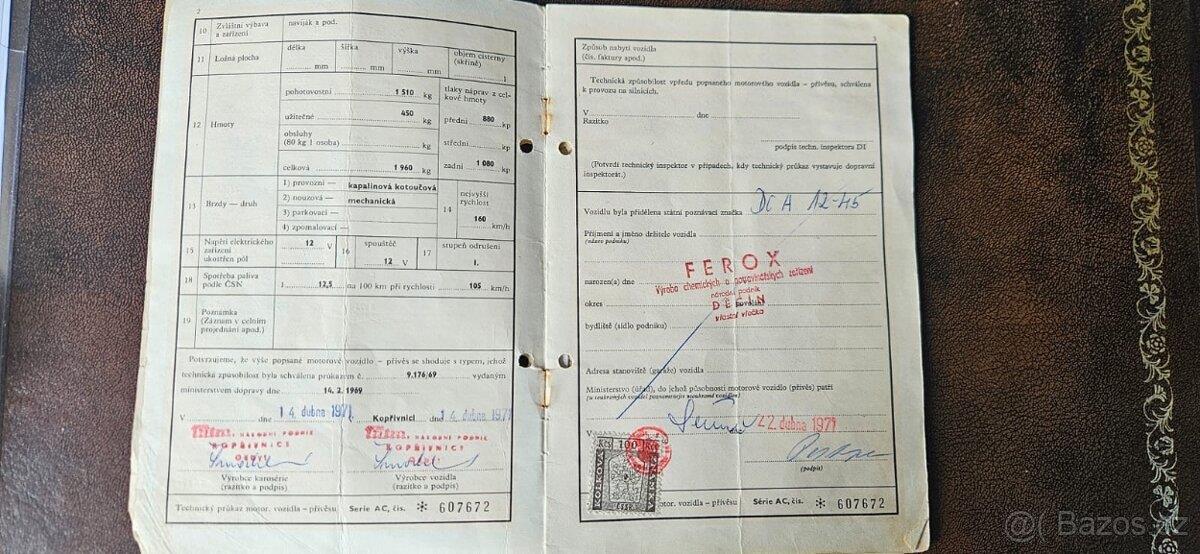 2
10 Zvláštní výbava a zařízení naviják a pod.
11 Ložná plocha délka mm šířka mm výška mm objem cisterny (skříně) l
12 Hmoty
pohotovostní 1 510 kg
tlaky náprav z celkové hmoty
užitečné 450 kg
přední 880 kp
obsluhy (80 kg 1 osoba) kg
střední kp
celková 1 960 kg
zadní 1 080 kp
13 Brzdy — druh
1) provozní — kapalinová kotoučová
2) nouzová — mechanická
3) parkovací —
4) zpomalovací —
14 nejvyšší rychlost 160 km/h
15 Napětí elektrického zařízení ukostřen pól 12 V
16 spouštěč 12 V
17 stupeň odrušení I.
18 Spotřeba paliva podle ČSN l 12,5 na 100 km při rychlosti 105 km/h
19 Poznámka (Záznam v celním projednání apod.)
Potvrzujeme, že výše popsané motorové vozidlo – přívěs se shoduje s typem, jehož
technická způsobilost byla schválena průkazem č. 9.176/69 vydaným
ministerstvem dopravy dne 14. 2. 1969
V dne 14. dubna 1971 Kopřivnici dne 14. dubna 1971
NÁRODNÍ PODNIK
KOPŘIVNICE
NÁRODNÍ PODNIK
KOPŘIVNICE
Výrobce karosérie
(razítko a podpis)
Výrobce vozidla
(razítko a podpis)
Technický průkaz motor. vozidla – přívěsu Série AC, čís. * 607672
3
Způsob nabytí vozidla
(čís. faktury apod.)
Technická způsobilost vpředu popsaného motorového vozidla – přívěsu, schválena
k provozu na silnicích.
V dne
Razítko
podpis techn. inspektora DI
(Potvrdí technický inspektor v případech, kdy technický průkaz vystavuje dopravní
inspektorát.)
Vozidlu byla přidělena státní poznávací značka DC A 12-45
Příjmení a jméno držitele vozidla
(název podniku)
FEROX
Výroba chemických a potravinářských zařízení
narozen(a) dne
národní podnik
okres
DĚČÍN
povolání
vlastní vlečka
bydliště (sídlo podniku)
Adresa stanoviště (garáže) vozidla
Ministerstvo (úřad), do jehož působnosti motorové vozidlo (přívěs) patří
V 22. dubna 1971
(podpis)
Kčs 100 Kčs
KOLKOVÁ
ČSSR
motor. vozidla – přívěsu Série AC, čís. * 607672